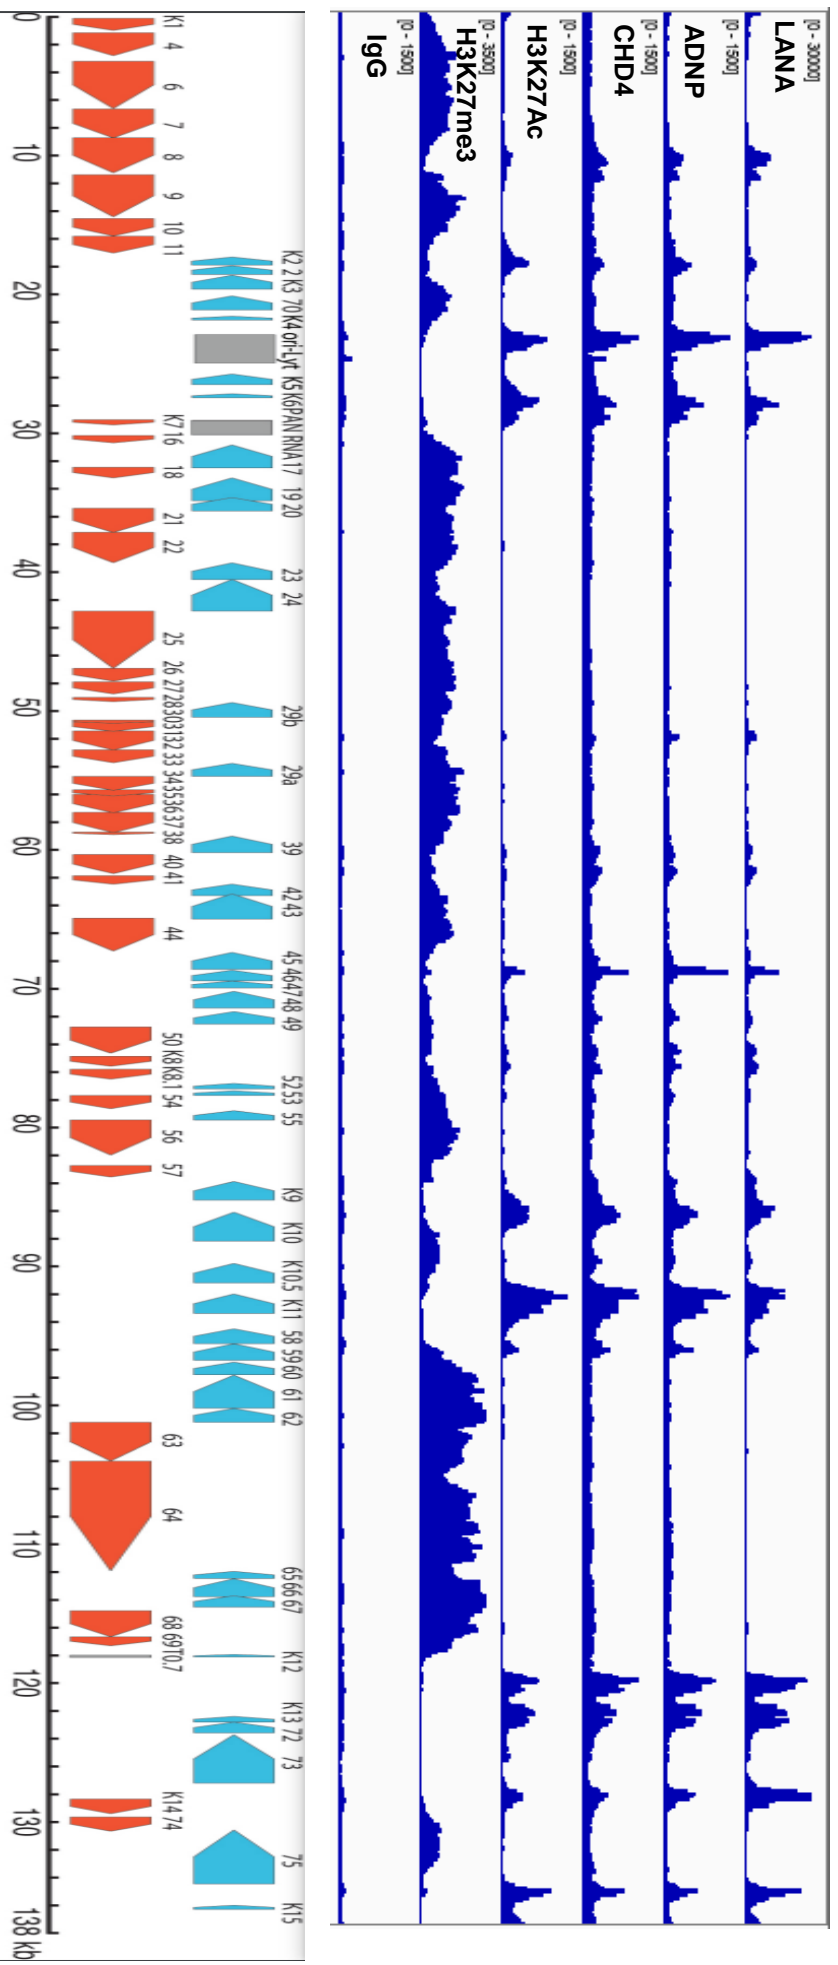 [0 - 30000]
LANA
[0 - 1500]
ADNP
[0 - 1500]
CHD4
[0 - 1500]
H3K27Ac
[0 - 3500]
H3K27me3
[0 - 1500]
IgG
K2 2 K3 70 K4 ori-Lyt K5 K6 PAN RNA 17 19 20 23 24 29b 29a 39 42 43 45 46 47 48 49 52 53 55 K9 K10 K10.5 K11 58 59 60 61 62 65 66 67 K12 K13 72 73 75 K15
K1 4 6 7 8 9 10 11 K7 16 18 21 22 25 26 27 28 30 31 32 33 34 35 36 37 38 40 41 44 50 K8 K8.1 54 56 57 63 64 68 69 T0.7 K14 74
0 10 20 30 40 50 60 70 80 90 100 110 120 130 138 kb